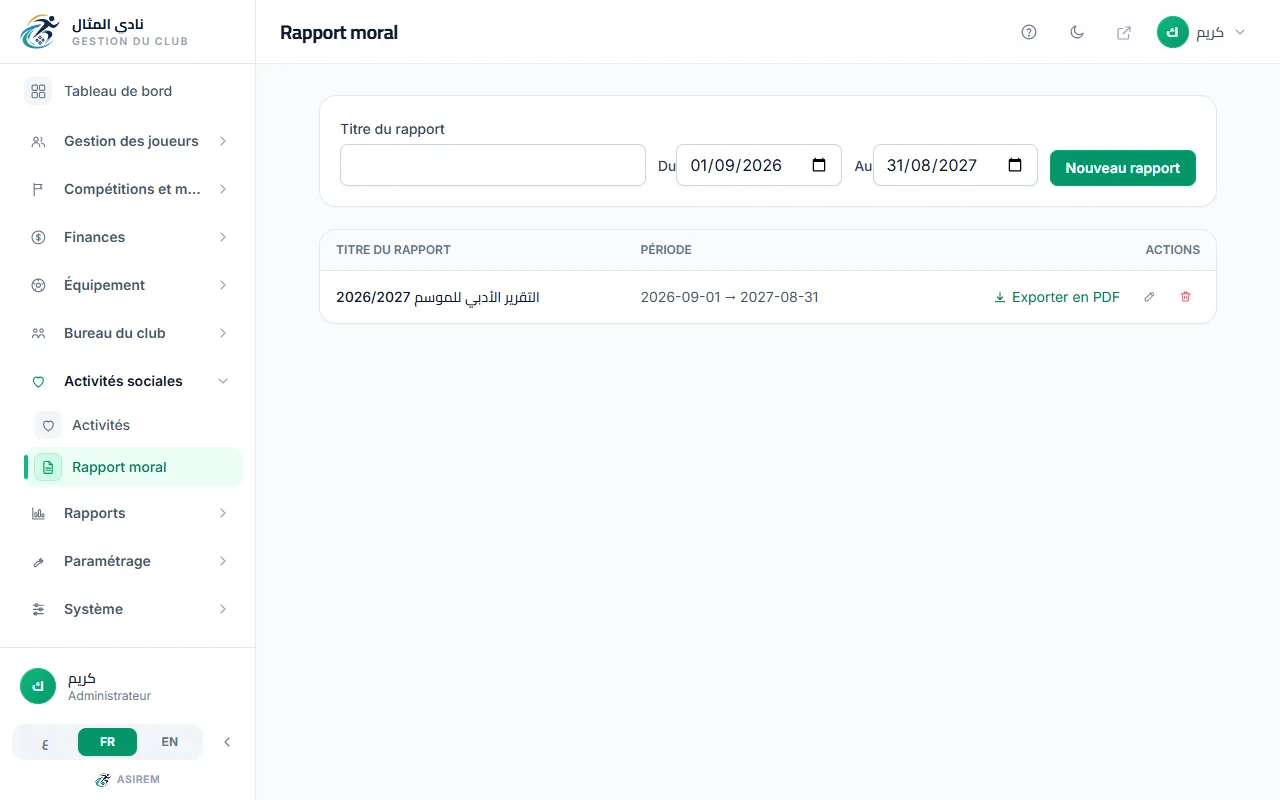 نادي المثال
GESTION DU CLUB
Tableau de bord
Gestion des joueurs
Compétitions et m...
Finances
Équipement
Bureau du club
Activités sociales
Activités
Rapport moral
Rapports
Paramétrage
Système
ك
كريم
Administrateur
ع
FR
EN
ASIREM
Rapport moral
ك
كريم
Titre du rapport
Du
01/09/2026
Au
31/08/2027
Nouveau rapport
TITRE DU RAPPORT
PÉRIODE
ACTIONS
التقرير الأدبي للموسم 2026/2027
2026-09-01 → 2027-08-31
Exporter en PDF